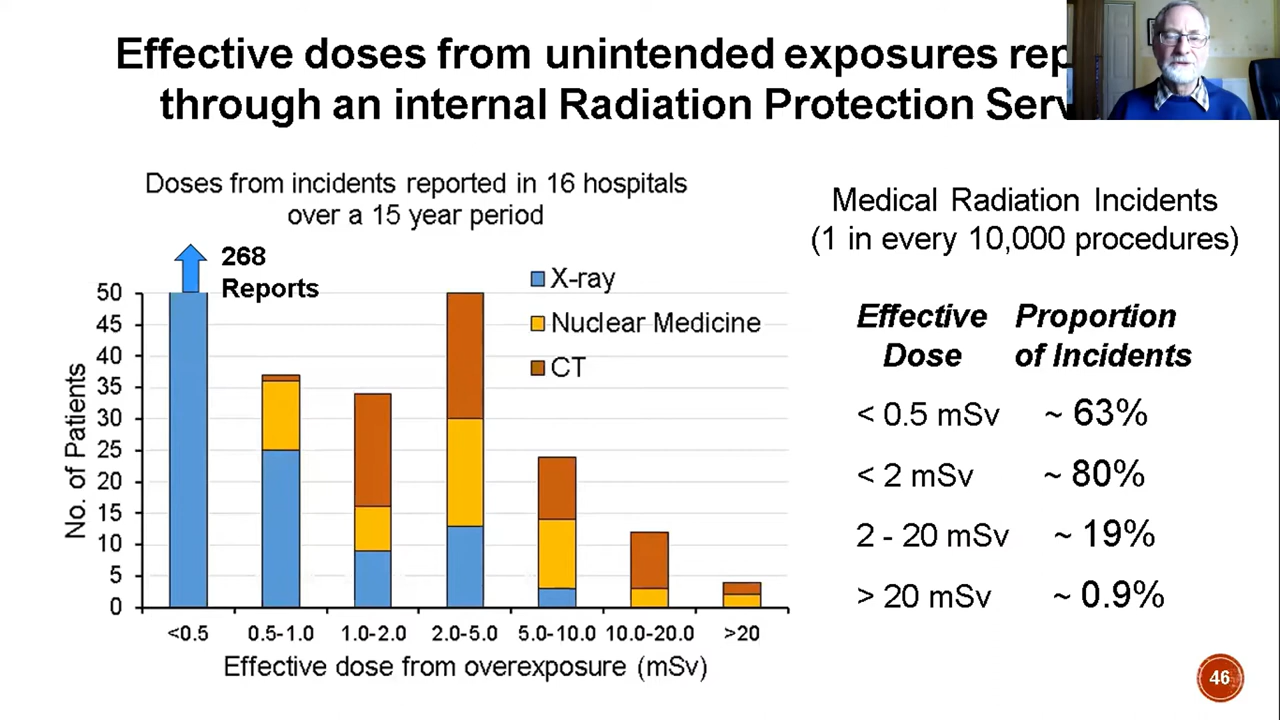 Effective doses from unintended exposures
through an internal Radiation Protection
Doses from incidents reported in 16 hospitals
over a 15 year period
268
Reports
X-ray
Nuclear Medicine
CT
No. of Patients
50
45
40
35
30
25
20
15
10
5
0
<0.5 0.5-1.0 1.0-2.0 2.0-5.0 5.0-10.0 10.0-20.0 >20
Effective dose from overexposure (mSv)
Medical Radiation Incidents
(1 in every 10,000 procedures)
Effective Proportion
Dose of Incidents
< 0.5 mSv ~ 63%
< 2 mSv ~ 80%
2 - 20 mSv ~ 19%
> 20 mSv ~ 0.9%
46